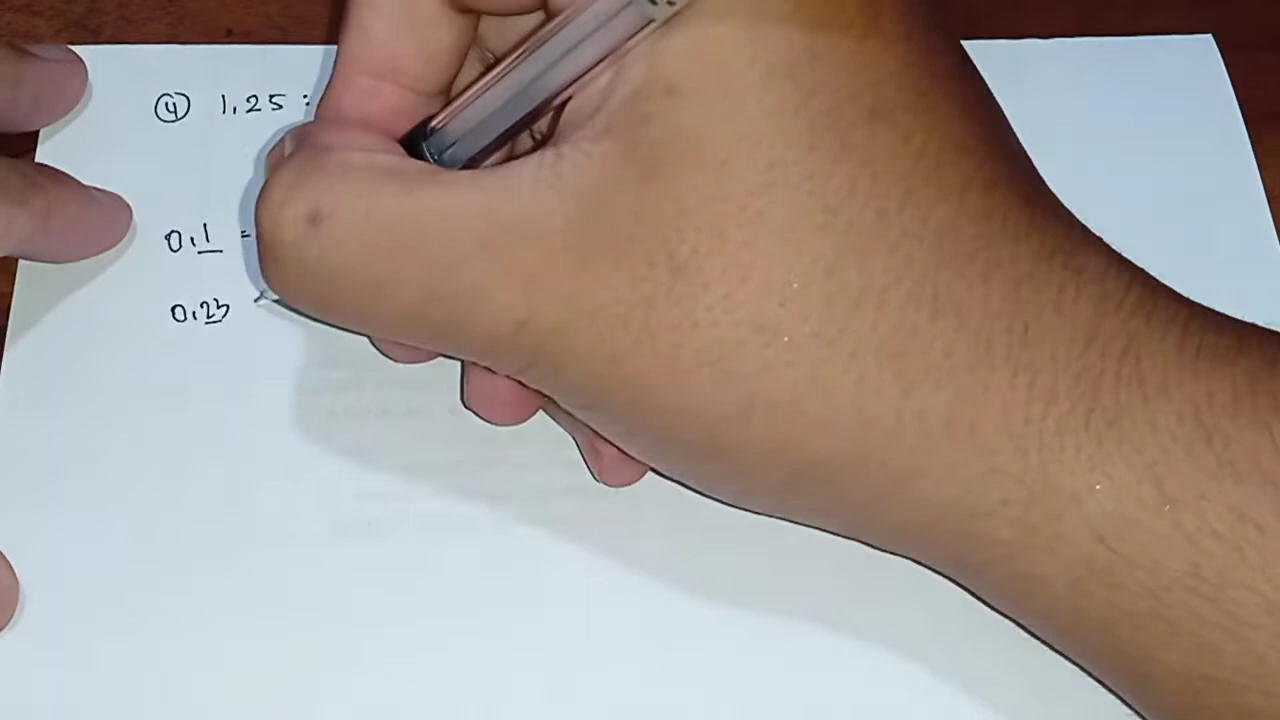 ④ 1,25 :
0,1 =
0,23